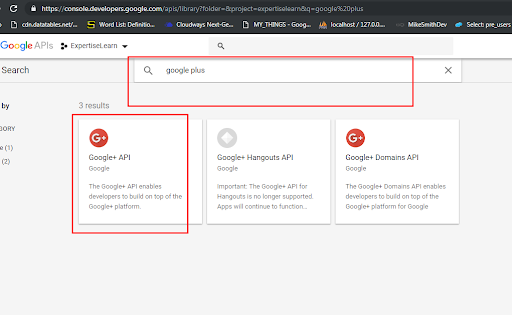 https://console.developers.google.com/apis/library?folder=&project=expertiselearn&q=google%20plus
cdn.datatables.net/ Word List: Definitio... Cloudways Next-Ge MY_THINGS - Goog... localhost / 127.0.0... MikeSmithDev Select: pre_users
Google APIs ExpertiseLearn
Search google plus
by 3 results
GORY
e (1)
(2)
Google+ API
Google
The Google+ API enables
developers to build on top of the
Google+ platform.
Google+ Hangouts API
Google
Important: The Google+ API for
Hangouts is no longer supported.
Apps will continue to function...
Google+ Domains API
Google
The Google+ Domains API enables
developers to build on top of the
Google+ platform for Google